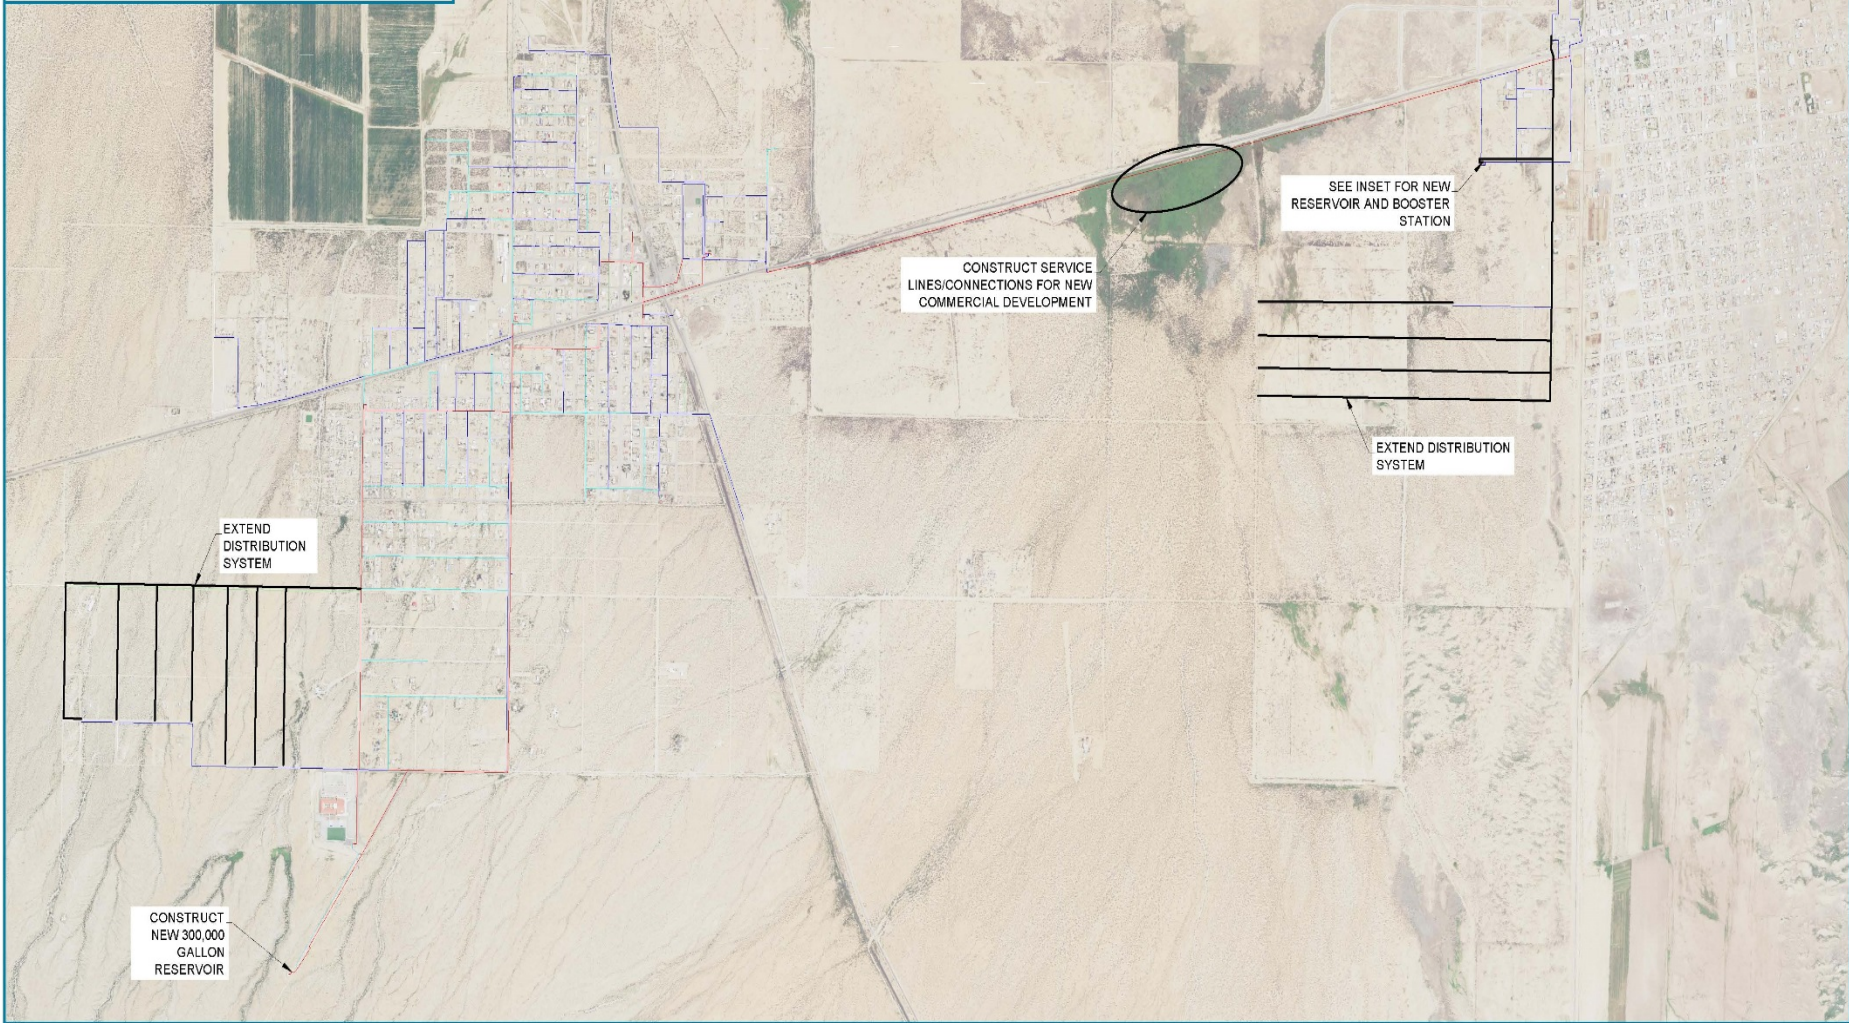 SEE INSET FOR NEW
RESERVOIR AND BOOSTER
STATION
CONSTRUCT SERVICE
LINES/CONNECTIONS FOR NEW
COMMERCIAL DEVELOPMENT
EXTEND DISTRIBUTION
SYSTEM
EXTEND
DISTRIBUTION
SYSTEM
CONSTRUCT
NEW 300,000
GALLON
RESERVOIR